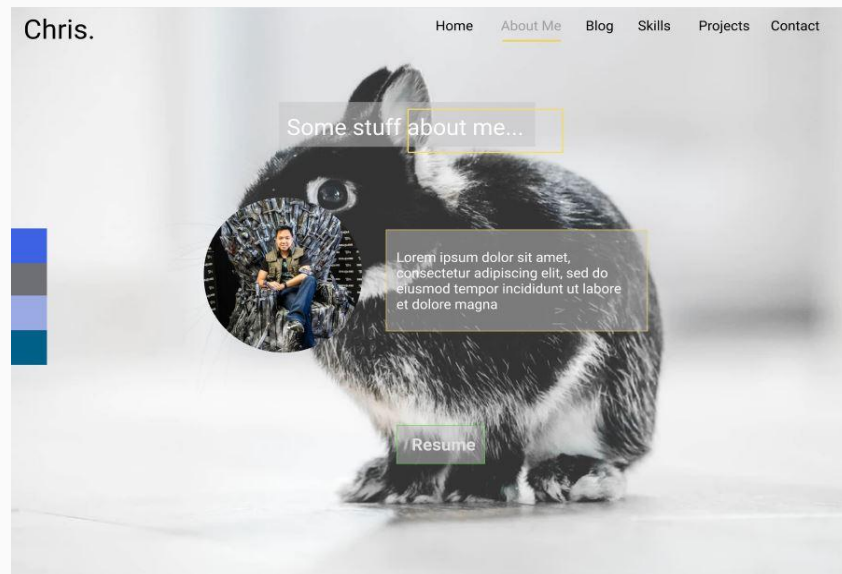 Chris.
Home About Me Blog Skills Projects Contact
Some stuff about me...
Lorem ipsum dolor sit amet,
consectetur adipiscing elit, sed do
eiusmod tempor incididunt ut labore
et dolore magna
Resume